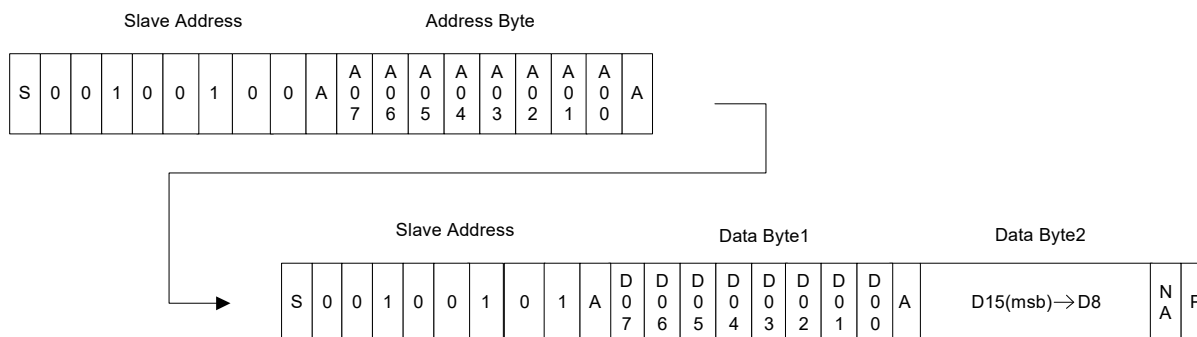 Slave Address Address Byte
S 0 0 1 0 0 1 0 0 A A07 A06 A05 A04 A03 A02 A01 A00 A
Slave Address Data Byte1 Data Byte2
S 0 0 1 0 0 1 0 1 A D07 D06 D05 D04 D03 D02 D01 D00 A D15(msb)→D8 NA P